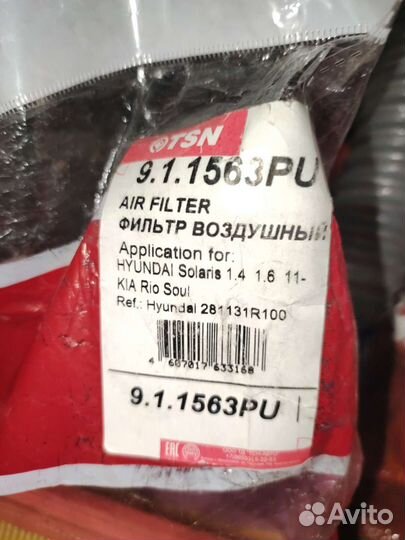 TSN
9.1.1563PU
AIR FILTER
ФИЛЬТР ВОЗДУШНЫЙ
Application for:
HYUNDAI Solaris 1.4 1.6 11-
KIA Rio Soul
Ref.: Hyundai 281131R100
4 607017 633168
9.1.1563PU
EAC
Avito